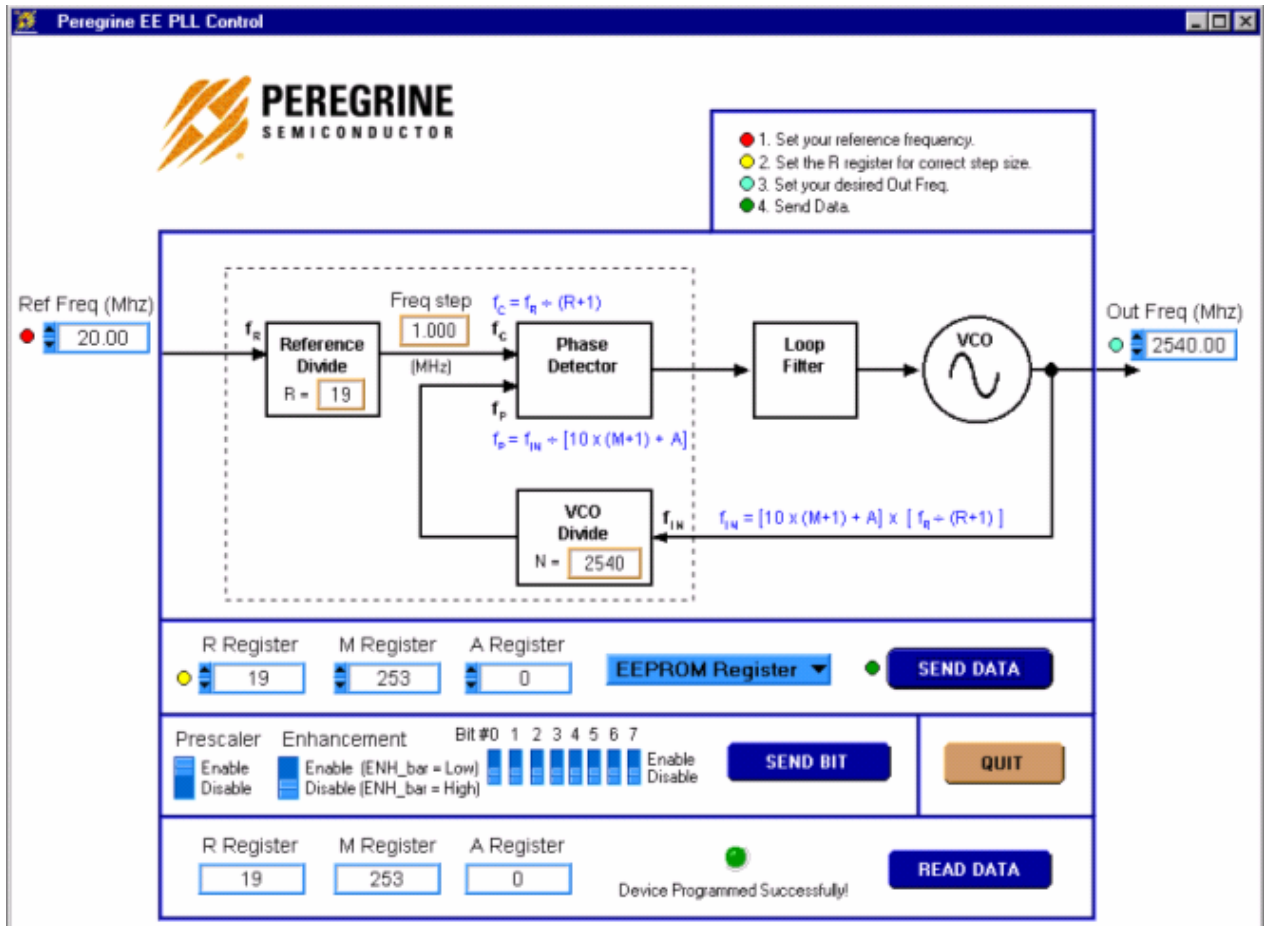 Peregrine EE PLL Control
PEREGRINE
SEMICONDUCTOR
1. Set your reference frequency.
2. Set the R register for correct step size.
3. Set your desired Out Freq.
4. Send Data.
Ref Freq (Mhz)
20.00
Freq step
1.000
(MHz)
f_C = f_R ÷ (R+1)
f_R
f_C
Reference
Divide
R = 19
Phase
Detector
f_P
f_P = f_IN ÷ [10 x (M+1) + A]
Loop
Filter
VCO
Out Freq (Mhz)
2540.00
VCO
Divide
N = 2540
f_IN
f_IN = [10 x (M+1) + A] x [ f_R ÷ (R+1) ]
R Register M Register A Register
19 253 0
EEPROM Register
SEND DATA
Prescaler
Enable
Disable
Enhancement
Enable (ENH_bar = Low)
Disable (ENH_bar = High)
Bit #0 1 2 3 4 5 6 7
Enable
Disable
SEND BIT
QUIT
R Register M Register A Register
19 253 0
Device Programmed Successfully!
READ DATA